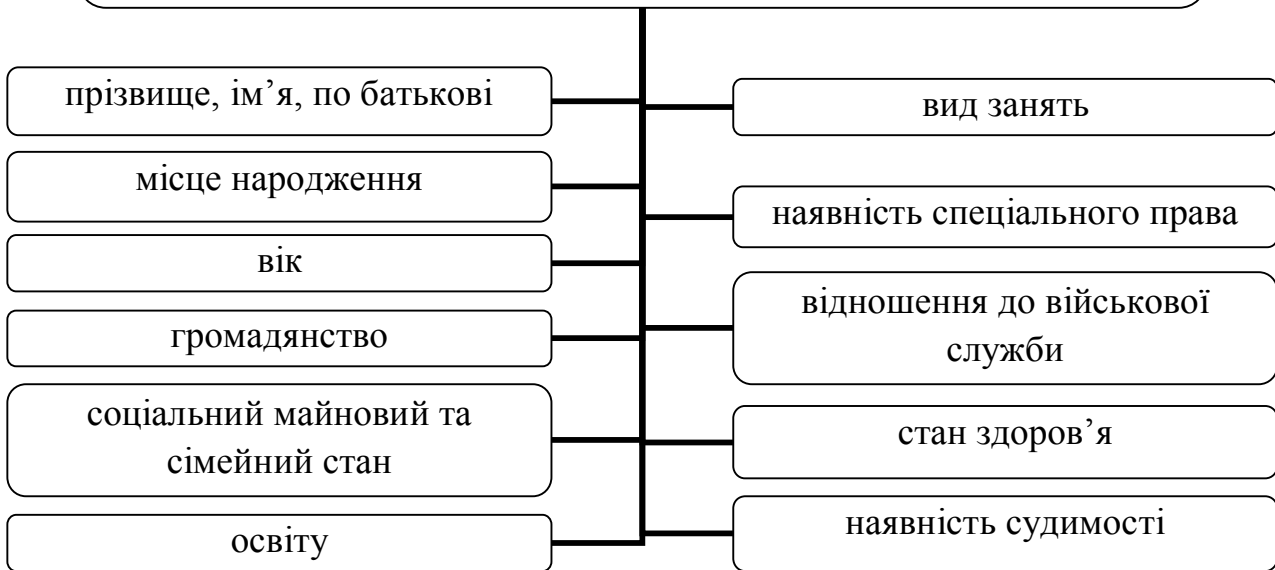 прізвище, ім’я, по батькові
місце народження
вік
громадянство
соціальний майновий та
сімейний стан
освіту
вид занять
наявність спеціального права
відношення до військової
служби
стан здоров’я
наявність судимості